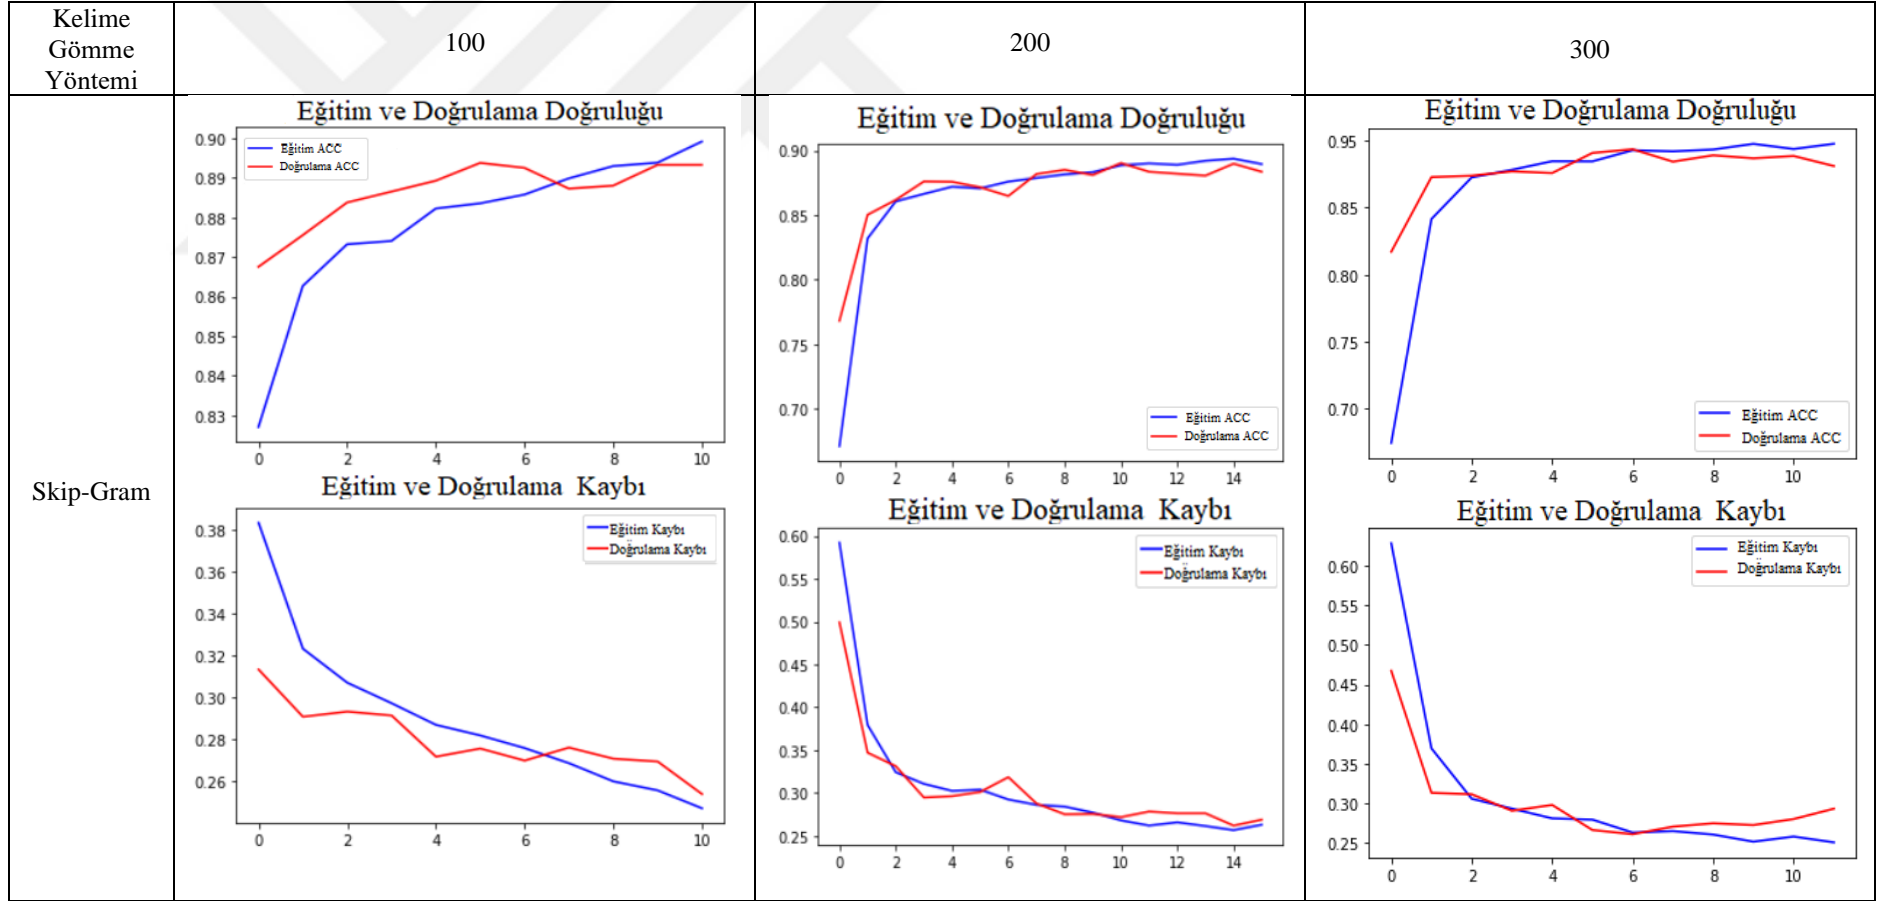 Kelime
Gömme
Yöntemi
100
200
300
Skip-Gram
Eğitim ve Doğrulama Doğruluğu
0.90
0.89
0.88
0.87
0.86
0.85
0.84
0.83
Eğitim ACC
Doğrulama ACC
0 2 4 6 8 10
Eğitim ve Doğrulama Kaybı
0.38
0.36
0.34
0.32
0.30
0.28
0.26
Eğitim Kaybı
Doğrulama Kaybı
0 2 4 6 8 10
Eğitim ve Doğrulama Doğruluğu
0.90
0.85
0.80
0.75
0.70
Eğitim ACC
Doğrulama ACC
0 2 4 6 8 10 12 14
Eğitim ve Doğrulama Kaybı
0.60
0.55
0.50
0.45
0.40
0.35
0.30
0.25
Eğitim Kaybı
Doğrulama Kaybı
0 2 4 6 8 10 12 14
Eğitim ve Doğrulama Doğruluğu
0.95
0.85
0.80
0.75
0.70
Eğitim ACC
Doğrulama ACC
0 2 4 6 8 10
Eğitim ve Doğrulama Kaybı
0.60
0.55
0.50
0.45
0.40
0.35
0.30
0.25
Eğitim Kaybı
Doğrulama Kaybı
0 2 4 6 8 10